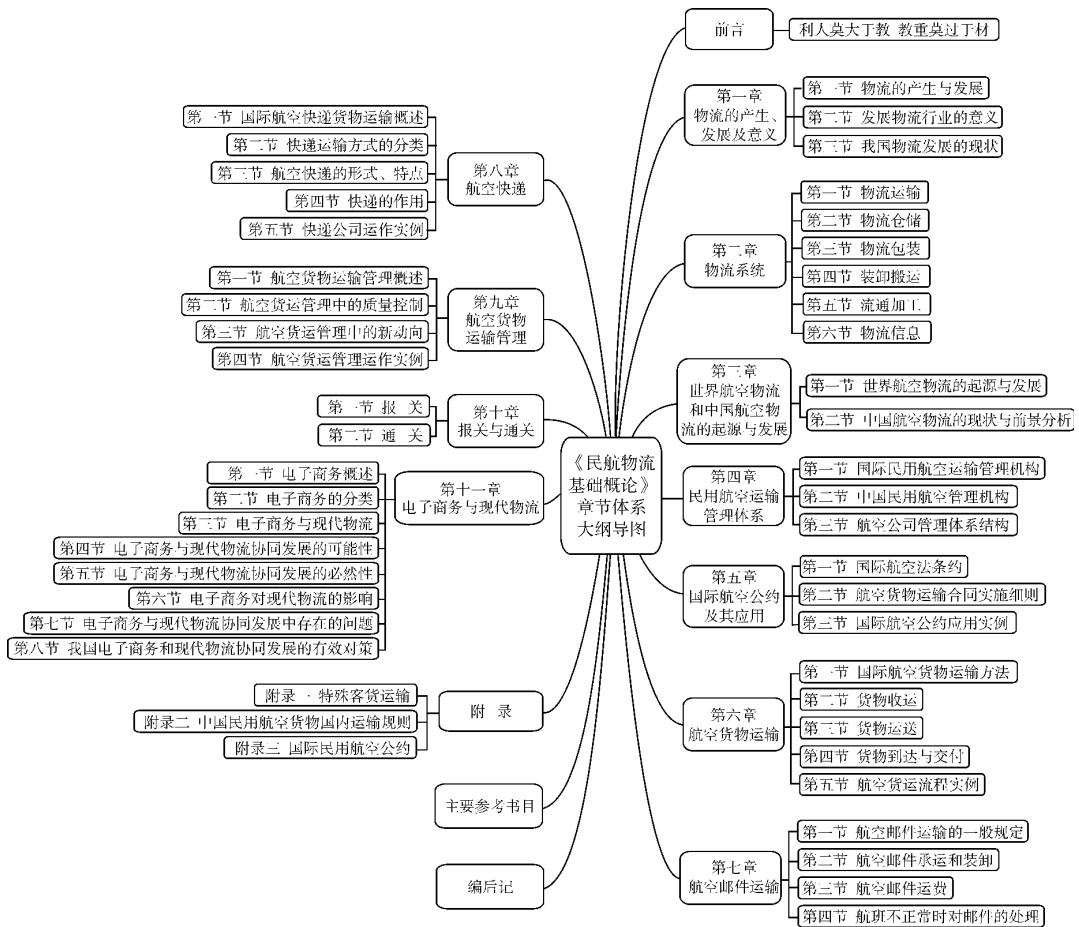 《民航物流
基础概论》
章节体系
大纲导图
前言
利人莫大于教 教重莫过于材
第一章
物流的产生、
发展及意义
第一节 物流的产生与发展
第二节 发展物流行业的意义
第三节 我国物流发展的现状
第二章
物流系统
第一节 物流运输
第二节 物流仓储
第三节 物流包装
第四节 装卸搬运
第五节 流通加工
第六节 物流信息
第三章
世界航空物流
和中国航空物
流的起源与发展
第一节 世界航空物流的起源与发展
第二节 中国航空物流的现状与前景分析
第四章
民用航空运输
管理体系
第一节 国际民用航空运输管理机构
第二节 中国民用航空管理机构
第三节 航空公司管理体系结构
第五章
国际航空公约
及其应用
第一节 国际航空法条约
第二节 航空货物运输合同实施细则
第三节 国际航空公约应用实例
第六章
航空货物运输
第一节 国际航空货物运输方法
第二节 货物收运
第三节 货物运送
第四节 货物到达与交付
第五节 航空货运流程实例
第七章
航空邮件运输
第一节 航空邮件运输的一般规定
第二节 航空邮件承运和装卸
第三节 航空邮件运费
第四节 航班不正常时对邮件的处理
第八章
航空快递
第一节 国际航空快递货物运输概述
第二节 快递运输方式的分类
第三节 航空快递的形式、特点
第四节 快递的作用
第五节 快递公司运作实例
第九章
航空货物
运输管理
第一节 航空货物运输管理概述
第二节 航空货运管理中的质量控制
第三节 航空货运管理中的新动向
第四节 航空货运管理运作实例
第十章
报关与通关
第一节 报 关
第二节 通 关
第十一章
电子商务与现代物流
第一节 电子商务概述
第二节 电子商务的分类
第三节 电子商务与现代物流
第四节 电子商务与现代物流协同发展的可能性
第五节 电子商务与现代物流协同发展的必然性
第六节 电子商务对现代物流的影响
第七节 电子商务与现代物流协同发展中存在的问题
第八节 我国电子商务和现代物流协同发展的有效对策
附 录
附录一 特殊客货运输
附录二 中国民用航空货物国内运输规则
附录三 国际民用航空公约
主要参考书目
编后记